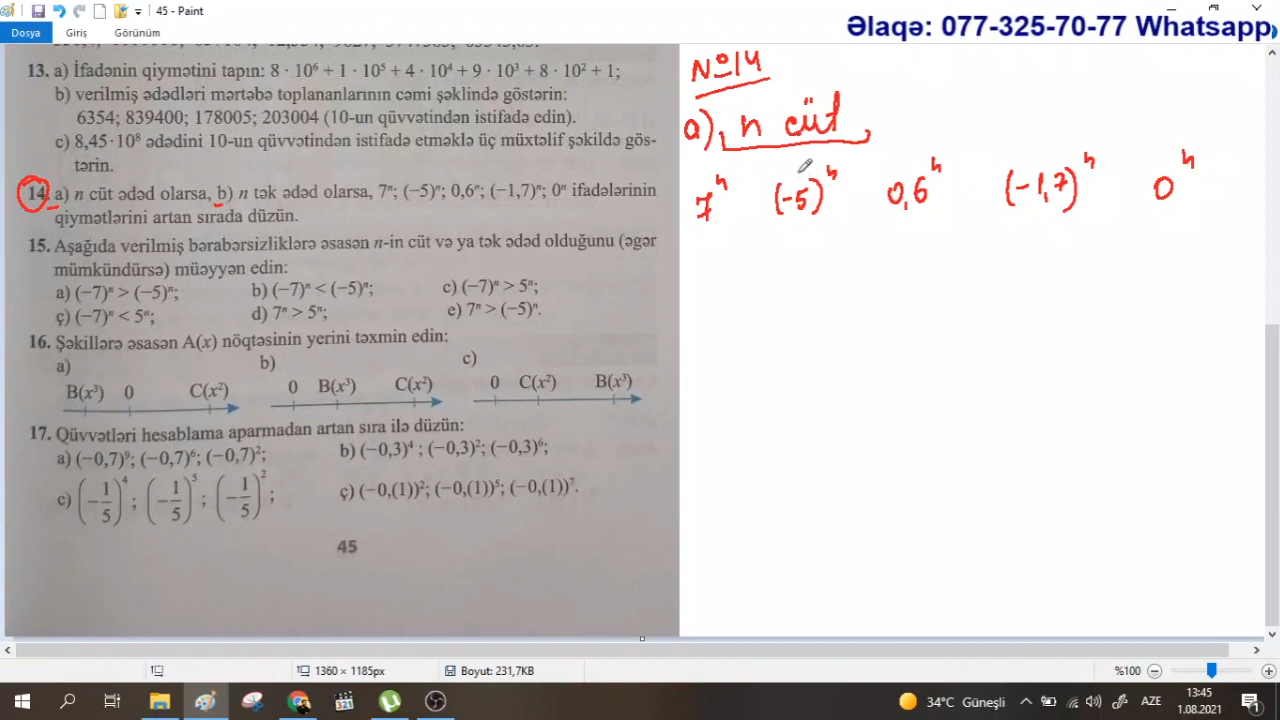 45 - Paint
Əlaqə: 077-325-70-77 Whatsapp
Dosya Giriş Görünüm
13. a) İfadənin qiymətini tapın: 8 · 10⁶ + 1 · 10⁵ + 4 · 10⁴ + 9 · 10³ + 8 · 10² + 1;
b) verilmiş ədədləri mərtəbə toplananlarının cəmi şəklində göstərin:
6354; 839400; 178005; 203004 (10-un qüvvətindən istifadə edin).
c) 8,45 · 10⁸ ədədini 10-un qüvvətindən istifadə etməklə üç müxtəlif şəkildə gös-
tərin.
14. a) n cüt ədəd olarsa, b) n tək ədəd olarsa, 7ⁿ; (−5)ⁿ; 0,6ⁿ; (−1,7)ⁿ; 0ⁿ ifadələrinin
qiymətlərini artan sırada düzün.
15. Aşağıda verilmiş bərabərsizliklərə əsasən n-in cüt və ya tək ədəd olduğunu (əgər
mümkündürsə) müəyyən edin:
a) (−7)ⁿ > (−5)ⁿ; b) (−7)ⁿ < (−5)ⁿ; c) (−7)ⁿ > 5ⁿ;
ç) (−7)ⁿ < 5ⁿ; d) 7ⁿ > 5ⁿ; e) 7ⁿ > (−5)ⁿ.
16. Şəkillərə əsasən A(x) nöqtəsinin yerini təxmin edin:
a) b) c)
B(x³) 0 C(x²) 0 B(x³) C(x²) 0 C(x²) B(x³)
17. Qüvvətləri hesablama aparmadan artan sıra ilə düzün:
a) (−0,7)⁹; (−0,7)⁶; (−0,7)²; b) (−0,3)⁴ ; (−0,3)²; (−0,3)⁶;
c) (−1/5)⁴ ; (−1/5)⁵ ; (−1/5)² ; ç) (−0,(1))²; (−0,(1))⁵; (−0,(1))⁷.
45
№14
a) n cüt
7ⁿ (−5)ⁿ 0,6ⁿ (−1,7)ⁿ 0ⁿ
1360 × 1185px Boyut: 231,7KB %100
34°C Güneşli AZE 13:45
1.08.2021